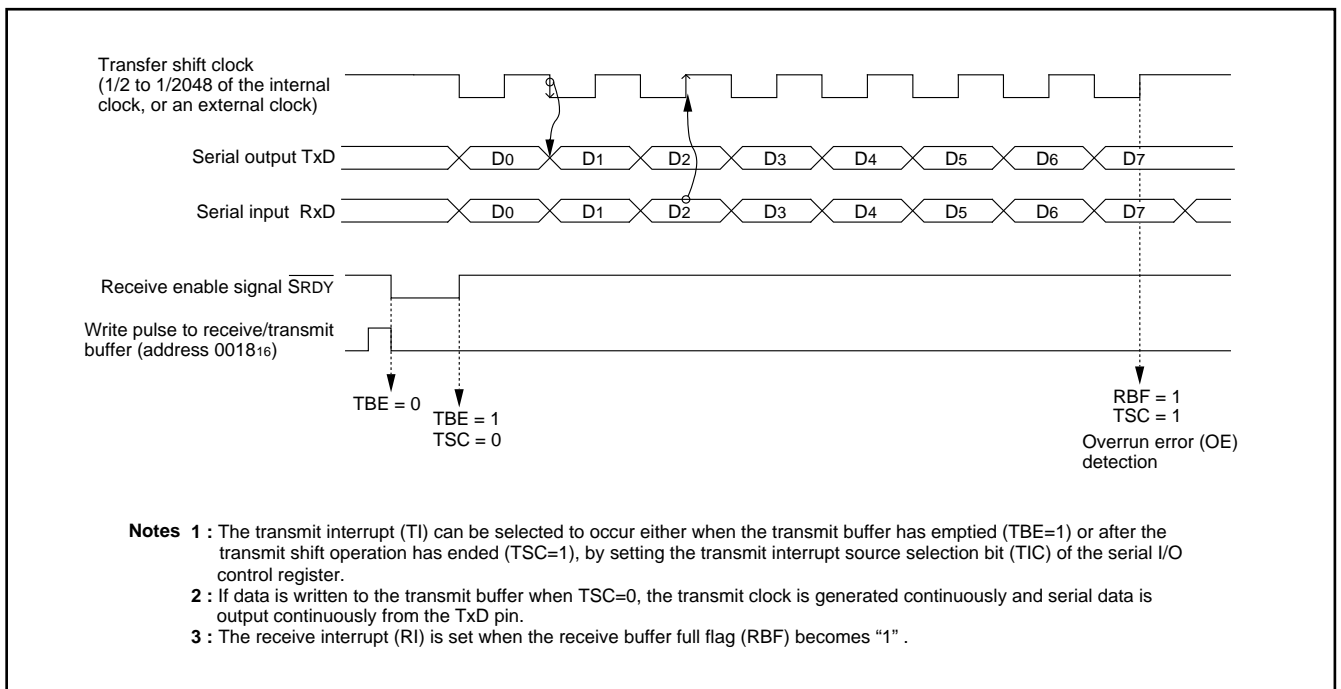 Transfer shift clock
(1/2 to 1/2048 of the internal
clock, or an external clock)
Serial output TxD
D0 D1 D2 D3 D4 D5 D6 D7
Serial input RxD
D0 D1 D2 D3 D4 D5 D6 D7
Receive enable signal SRDY
Write pulse to receive/transmit
buffer (address 001816)
TBE = 0
TBE = 1
TSC = 0
RBF = 1
TSC = 1
Overrun error (OE)
detection
Notes 1 : The transmit interrupt (TI) can be selected to occur either when the transmit buffer has emptied (TBE=1) or after the
transmit shift operation has ended (TSC=1), by setting the transmit interrupt source selection bit (TIC) of the serial I/O
control register.
2 : If data is written to the transmit buffer when TSC=0, the transmit clock is generated continuously and serial data is
output continuously from the TxD pin.
3 : The receive interrupt (RI) is set when the receive buffer full flag (RBF) becomes “1” .